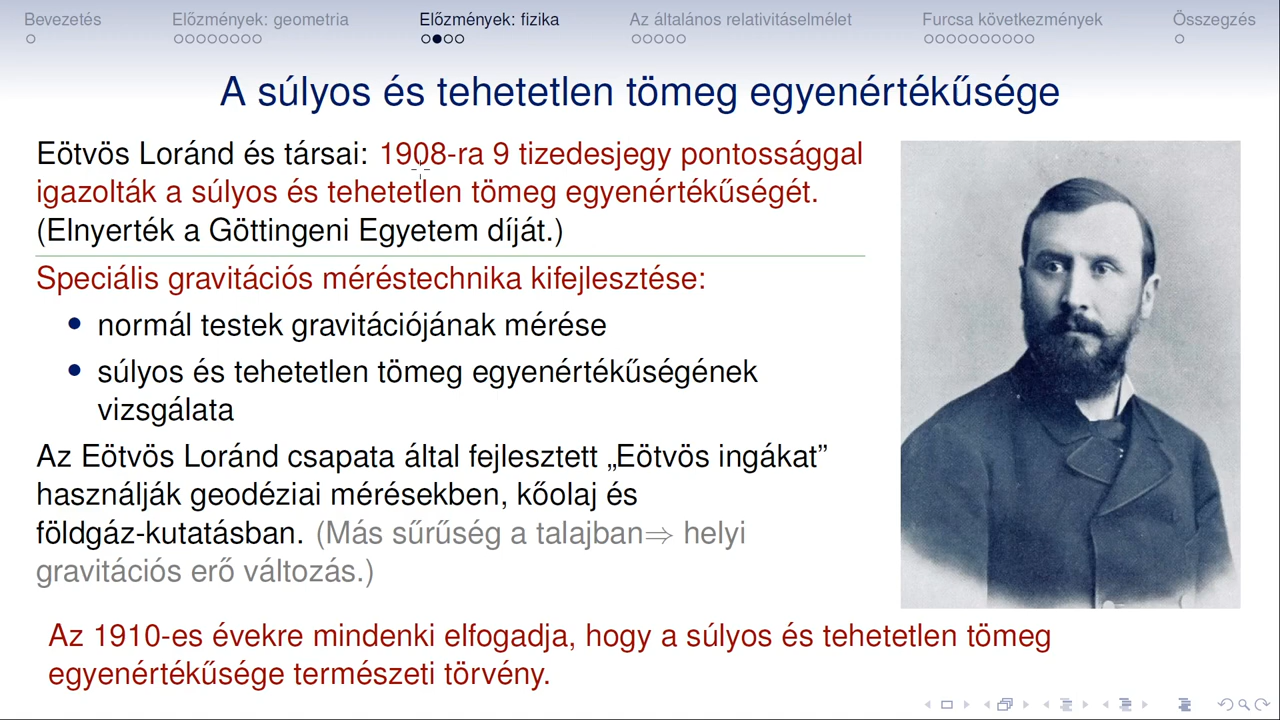 Bevezetés Előzmények: geometria Előzmények: fizika Az általános relativitáselmélet Furcsa következmények Összegzés
A súlyos és tehetetlen tömeg egyenértékűsége
Eötvös Loránd és társai: 1908-ra 9 tizedesjegy pontossággal
igazolták a súlyos és tehetetlen tömeg egyenértékűségét.
(Elnyerték a Göttingeni Egyetem díját.)
Speciális gravitációs méréstechnika kifejlesztése:
• normál testek gravitációjának mérése
• súlyos és tehetetlen tömeg egyenértékűségének
vizsgálata
Az Eötvös Loránd csapata által fejlesztett „Eötvös ingákat”
használják geodéziai mérésekben, kőolaj és
földgáz-kutatásban. (Más sűrűség a talajban⇒ helyi
gravitációs erő változás.)
Az 1910-es évekre mindenki elfogadja, hogy a súlyos és tehetetlen tömeg
egyenértékűsége természeti törvény.